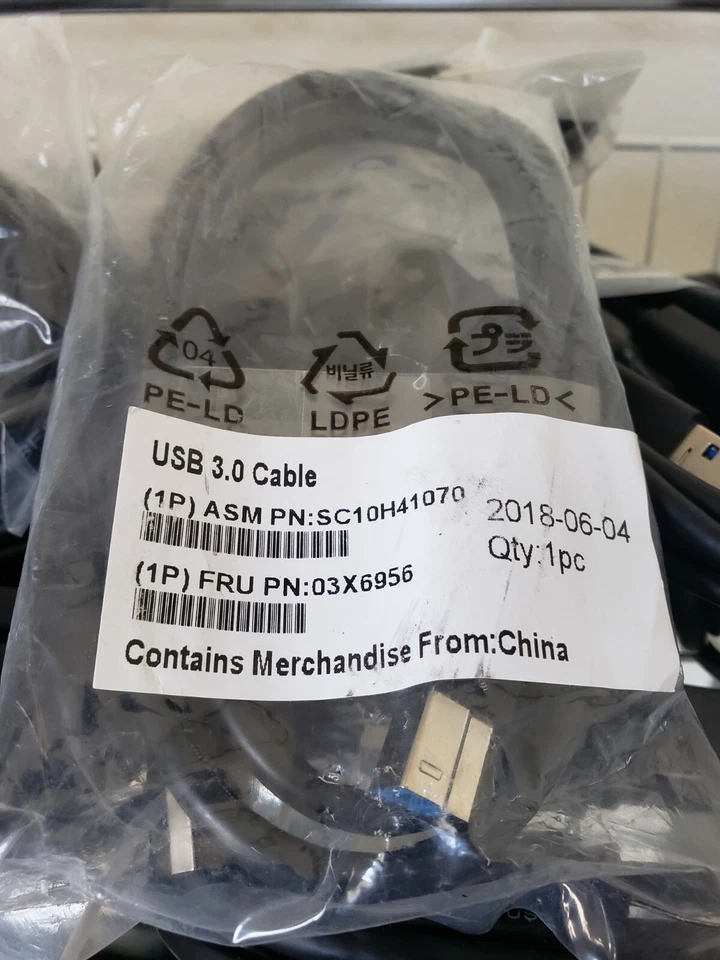 04 비닐류 プラ
PE-LD LDPE >PE-LD<
USB 3.0 Cable
(1P) ASM PN:SC10H41070
2018-06-04
Qty:1pc
(1P) FRU PN:03X6956
Contains Merchandise From:China